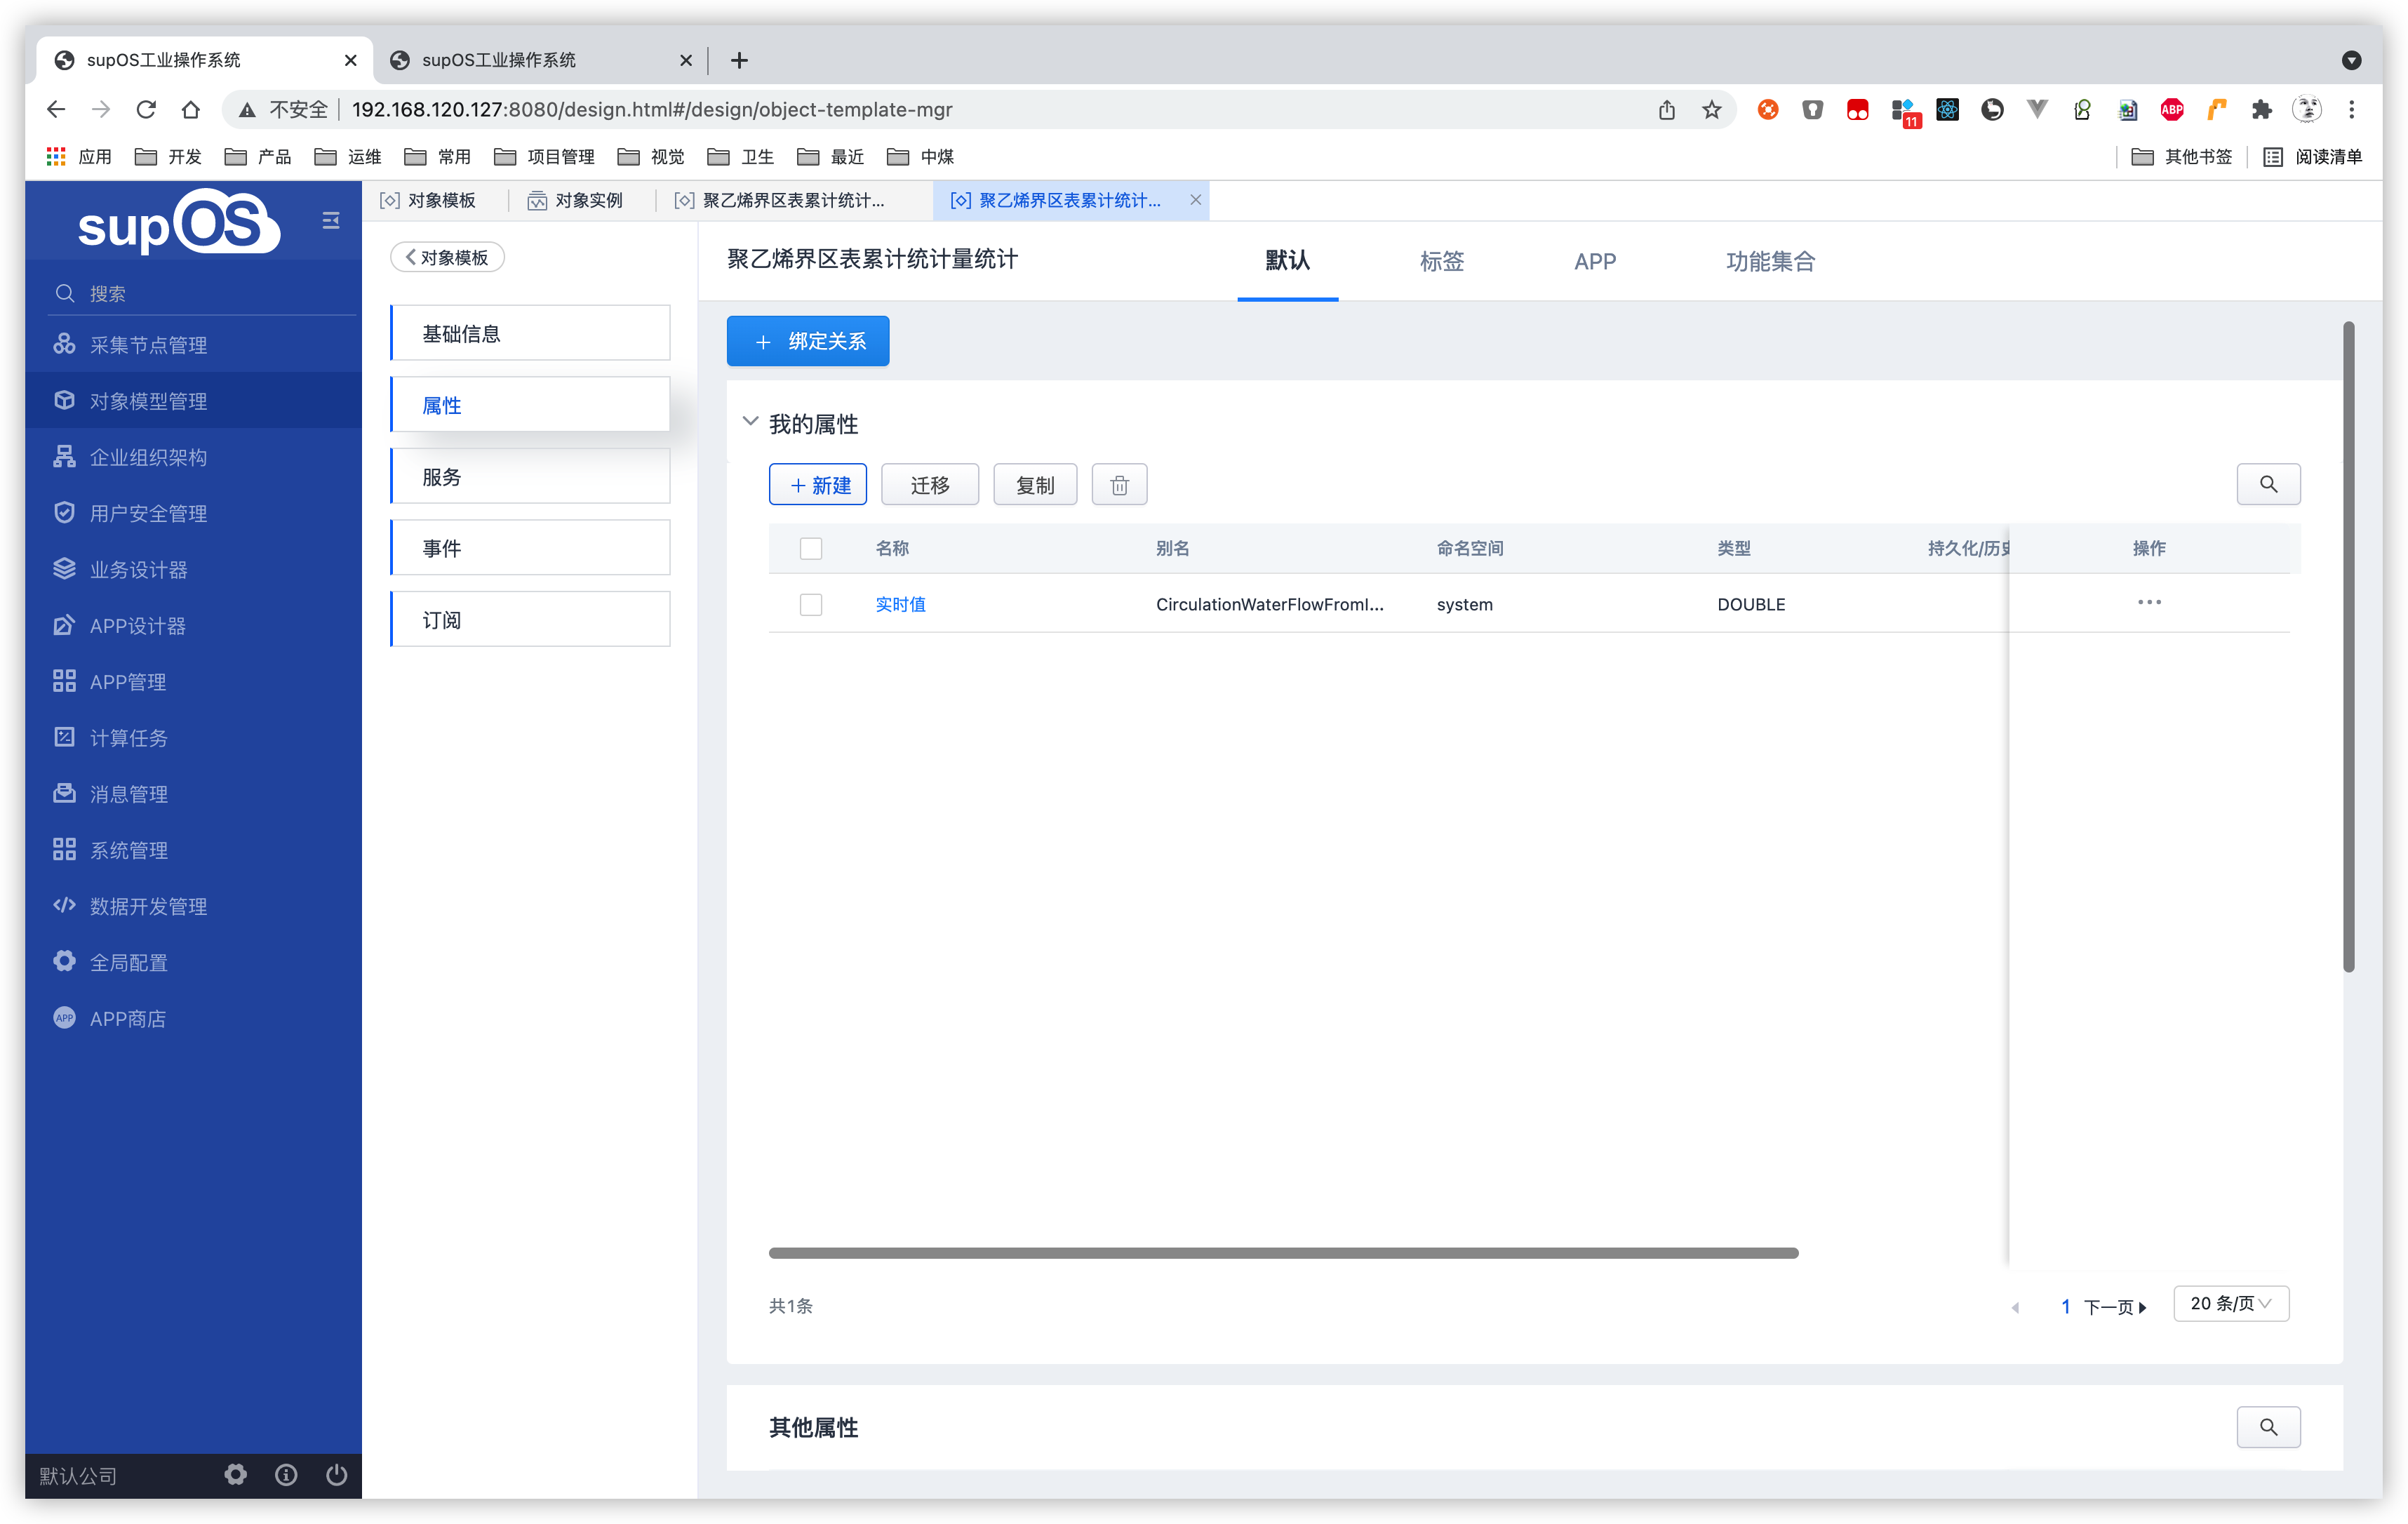 supOS工业操作系统
supOS工业操作系统
不安全
192.168.120.127:8080/design.html#/design/object-template-mgr
11
ABP
应用
开发
产品
运维
常用
项目管理
视觉
卫生
最近
中煤
其他书签
阅读清单
supOS
对象模板
对象实例
聚乙烯界区表累计统计...
聚乙烯界区表累计统计...
搜索
采集节点管理
对象模型管理
企业组织架构
用户安全管理
业务设计器
APP设计器
APP管理
计算任务
消息管理
系统管理
数据开发管理
全局配置
APP
APP商店
默认公司
对象模板
基础信息
属性
服务
事件
订阅
聚乙烯界区表累计统计量统计
默认
标签
APP
功能集合
+ 绑定关系
我的属性
+ 新建
迁移
复制
名称
别名
命名空间
类型
持久化/历史
操作
实时值
CirculationWaterFlowFromI...
system
DOUBLE
...
共1条
1
下一页
20 条/页
其他属性